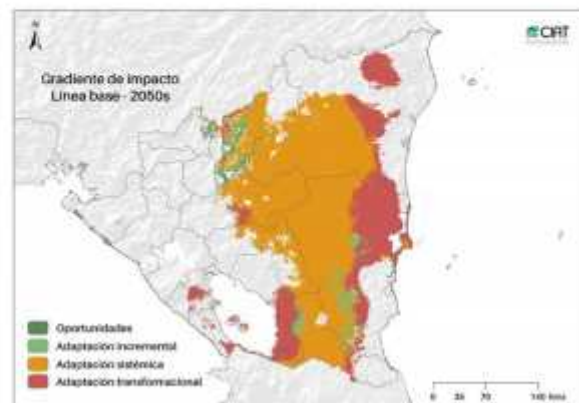 N
CIAT
Gradiente de impacto
Línea base - 2050s
Oportunidades
Adaptación incremental
Adaptación sistémica
Adaptación transformacional
0 35 70 140 kms